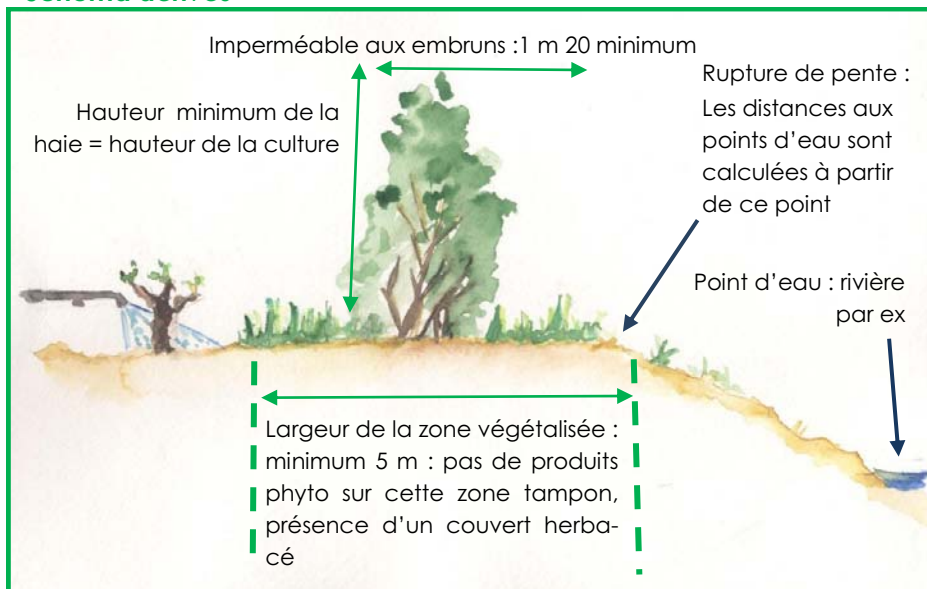 Imperméable aux embruns :1 m 20 minimum
Hauteur minimum de la
haie = hauteur de la culture
Rupture de pente :
Les distances aux
points d'eau sont
calculées à partir
de ce point
Point d'eau : rivière
par ex
Largeur de la zone végétalisée :
minimum 5 m : pas de produits
phyto sur cette zone tampon,
présence d'un couvert herba-
cé